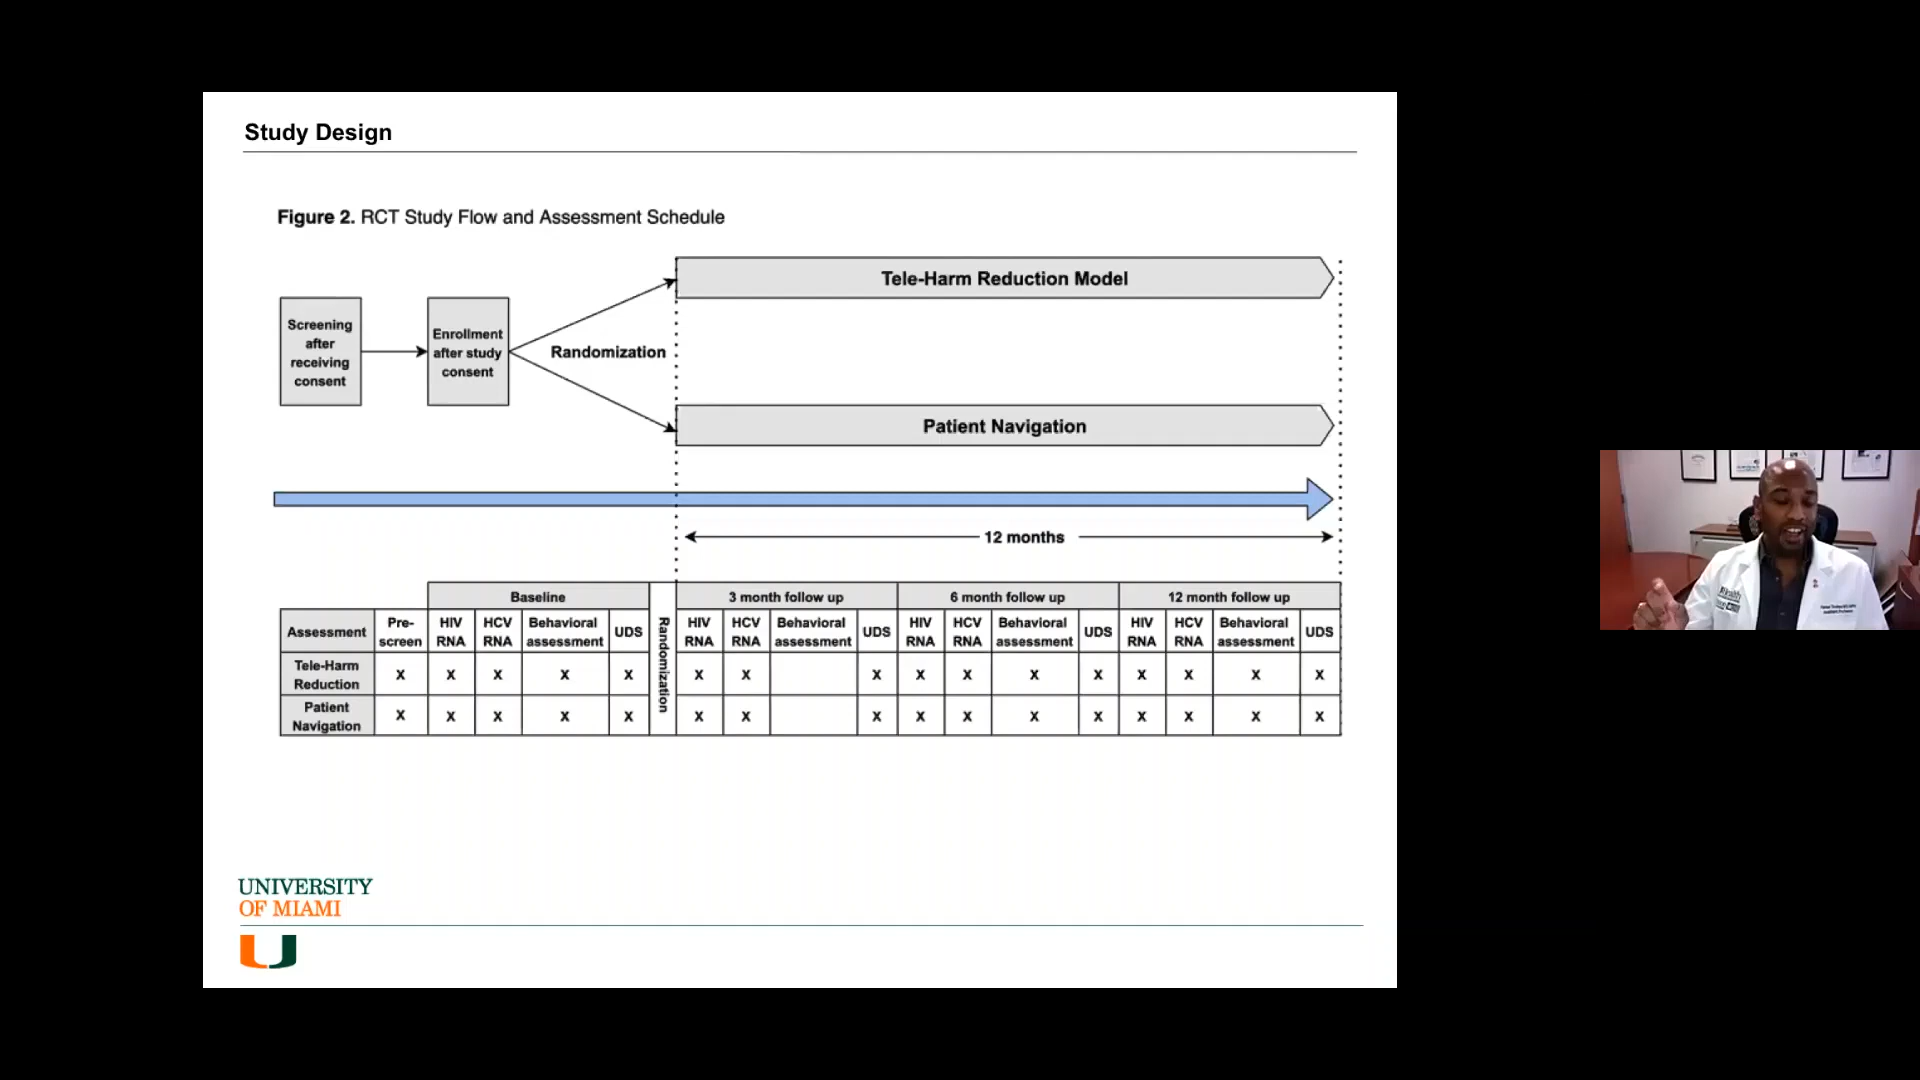 Study Design
Figure 2. RCT Study Flow and Assessment Schedule
Tele-Harm Reduction Model
Screening
after
receiving
consent
Enrollment
after study
consent
Randomization
Patient Navigation
12 months
Baseline
3 month follow up
6 month follow up
12 month follow up
Assessment Pre-screen HIV RNA HCV RNA Behavioral assessment UDS Randomization HIV RNA HCV RNA Behavioral assessment UDS HIV RNA HCV RNA Behavioral assessment UDS HIV RNA HCV RNA Behavioral assessment UDS
Tele-Harm Reduction X X X X X X X X X X X X X X X X
Patient Navigation X X X X X X X X X X X X X X X X
UNIVERSITY
OF MIAMI